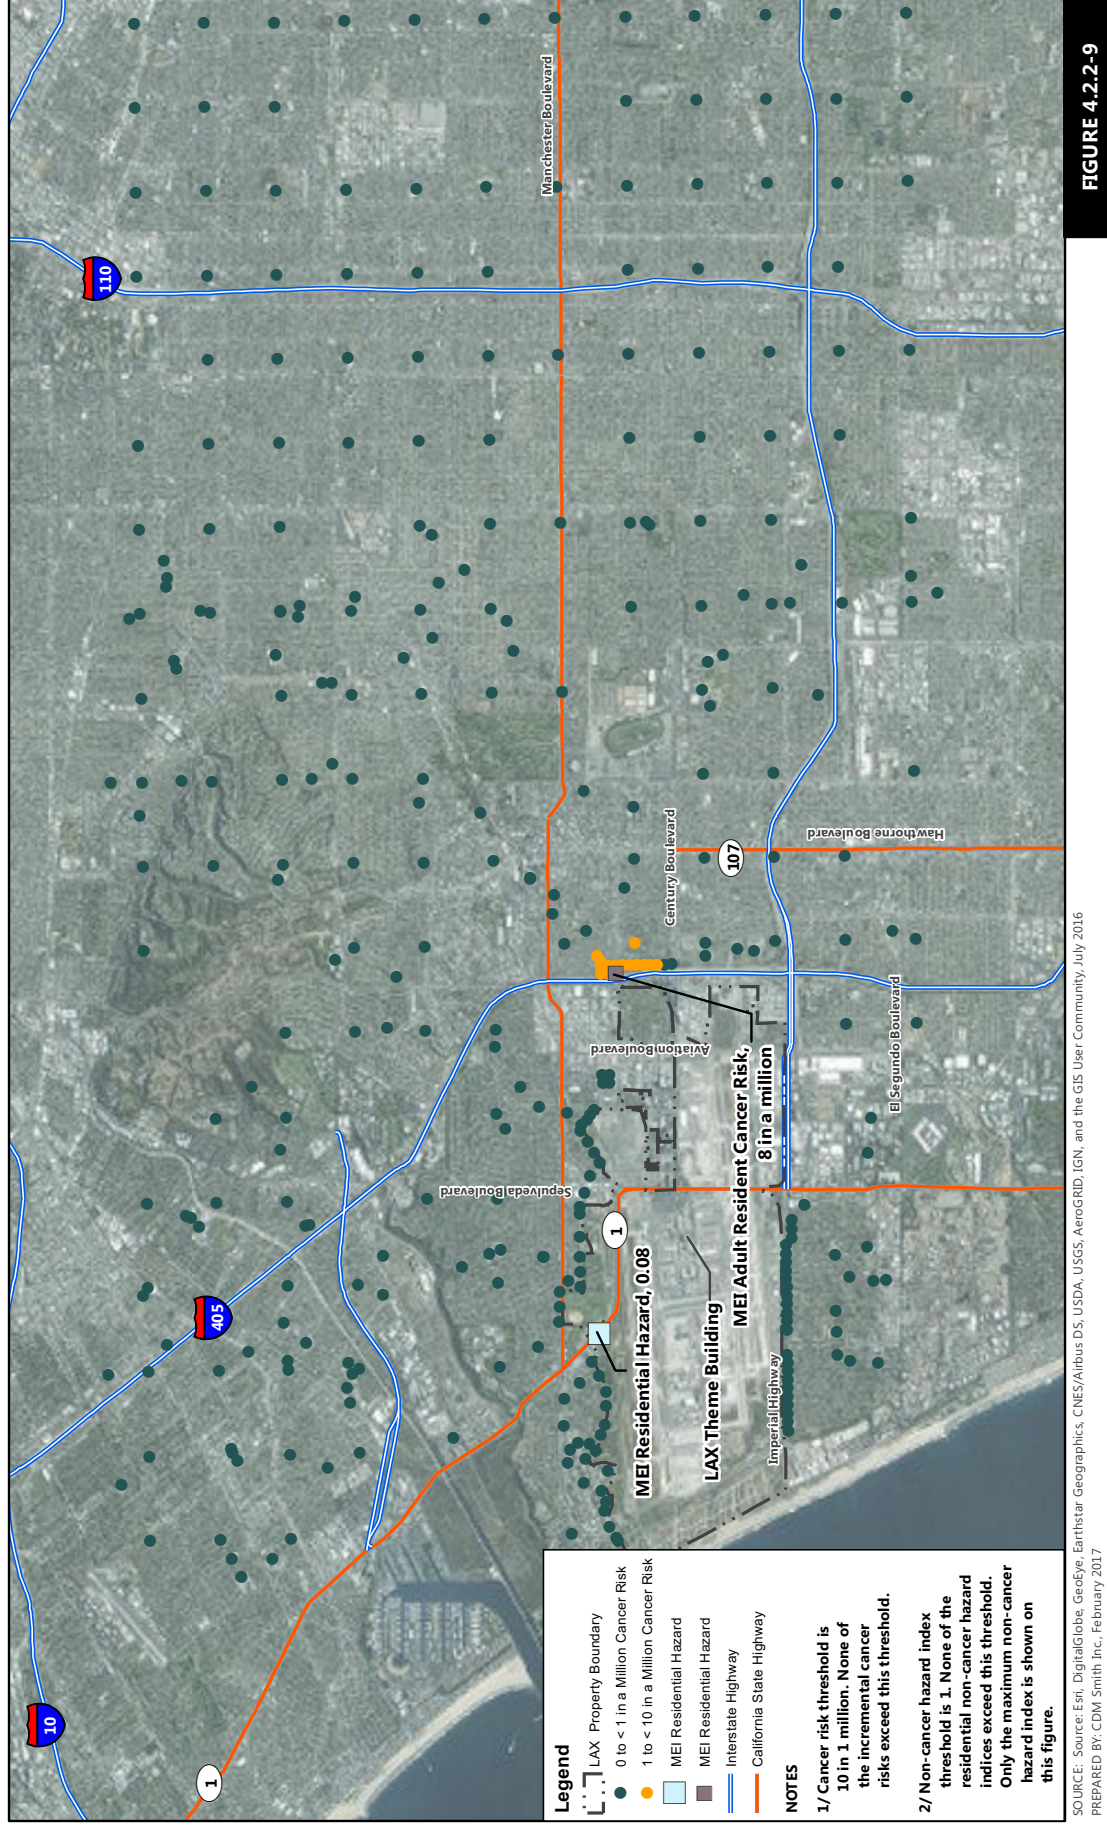 FIGURE 4.2.2-9
110
Manchester Boulevard
Century Boulevard
107
Hawthorne Boulevard
405
Sepulveda Boulevard
Aviation Boulevard
El Segundo Boulevard
1
MEI Residential Hazard, 0.08
LAX Theme Building
MEI Adult Resident Cancer Risk,
8 in a million
Imperial Highway
10
1
Legend
LAX Property Boundary
0 to < 1 in a Million Cancer Risk
1 to < 10 in a Million Cancer Risk
MEI Residential Hazard
MEI Residential Hazard
Interstate Highway
California State Highway
NOTES
1/ Cancer risk threshold is
10 in 1 million. None of
the incremental cancer
risks exceed this threshold.
2/ Non-cancer hazard index
threshold is 1. None of the
residential non-cancer hazard
indices exceed this threshold.
Only the maximum non-cancer
hazard index is shown on
this figure.
SOURCE: Source: Esri, DigitalGlobe, GeoEye, Earthstar Geographics, CNES/Airbus DS, USDA, USGS, AeroGRID, IGN, and the GIS User Community, July 2016
PREPARED BY: CDM Smith Inc., February 2017